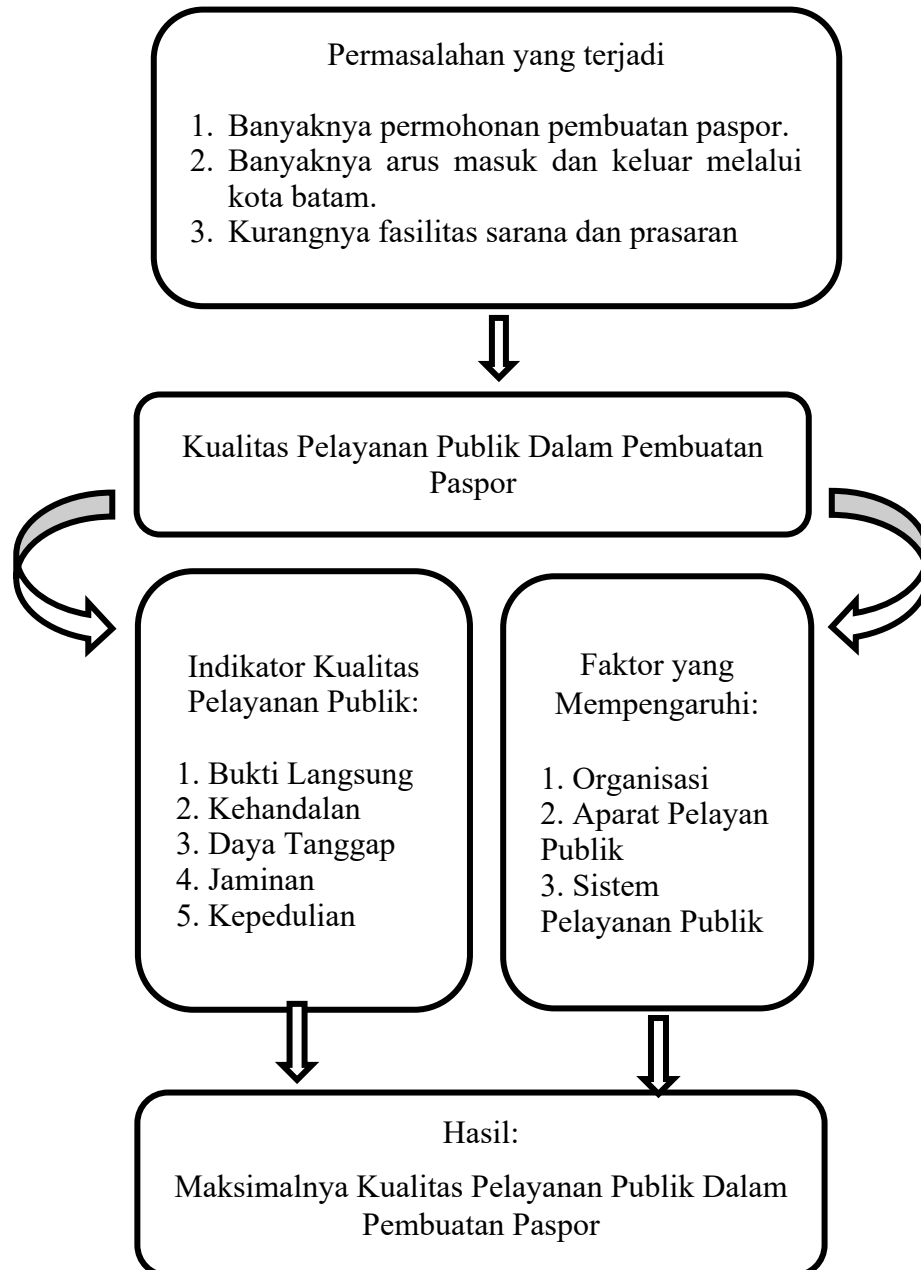 Permasalahan yang terjadi
1. Banyaknya permohonan pembuatan paspor.
2. Banyaknya arus masuk dan keluar melalui
kota batam.
3. Kurangnya fasilitas sarana dan prasaran
Kualitas Pelayanan Publik Dalam Pembuatan
Paspor
Indikator Kualitas
Pelayanan Publik:
1. Bukti Langsung
2. Kehandalan
3. Daya Tanggap
4. Jaminan
5. Kepedulian
Faktor yang
Mempengaruhi:
1. Organisasi
2. Aparat Pelayan
Publik
3. Sistem
Pelayanan Publik
Hasil:
Maksimalnya Kualitas Pelayanan Publik Dalam
Pembuatan Paspor